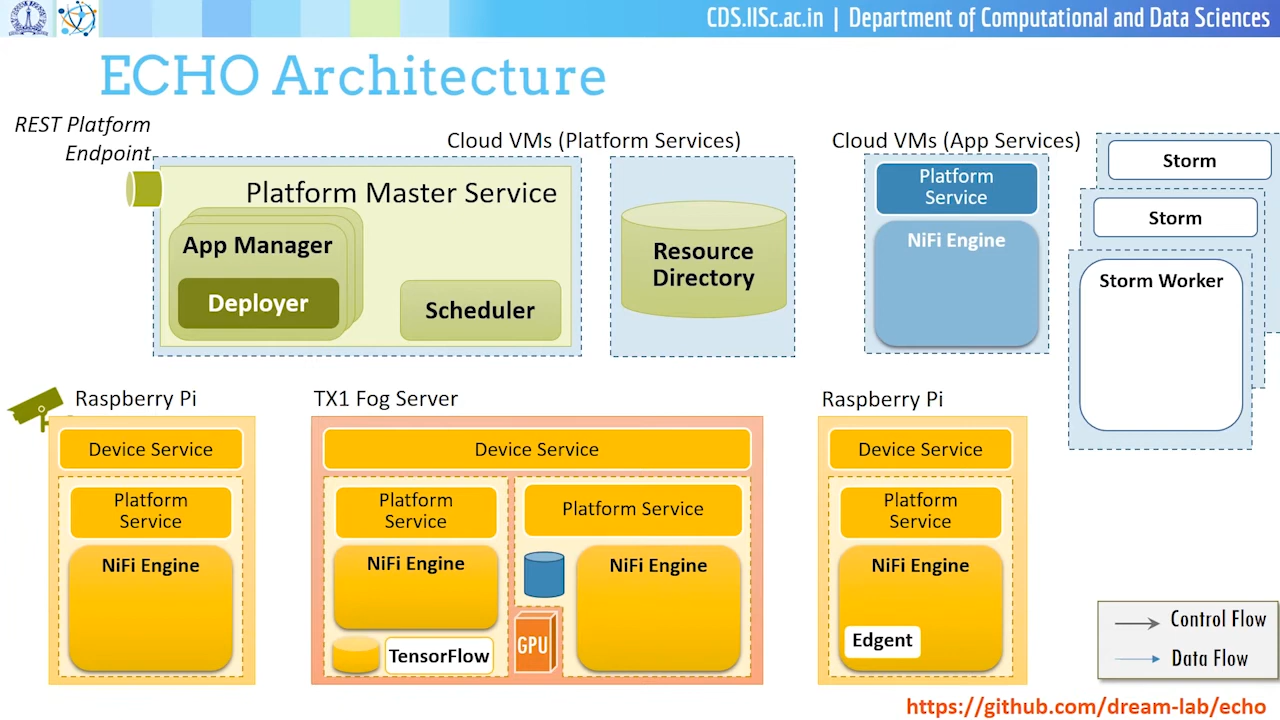 CDS.IISc.ac.in | Department of Computational and Data Sciences
ECHO Architecture
REST Platform
Endpoint
Cloud VMs (Platform Services)
Platform Master Service
App Manager
Deployer
Scheduler
Resource
Directory
Cloud VMs (App Services)
Platform
Service
NiFi Engine
Storm
Storm
Storm Worker
Raspberry Pi
Device Service
Platform
Service
NiFi Engine
TX1 Fog Server
Device Service
Platform
Service
NiFi Engine
TensorFlow
Platform Service
NiFi Engine
GPU
Raspberry Pi
Device Service
Platform
Service
NiFi Engine
Edgent
Control Flow
Data Flow
https://github.com/dream-lab/echo